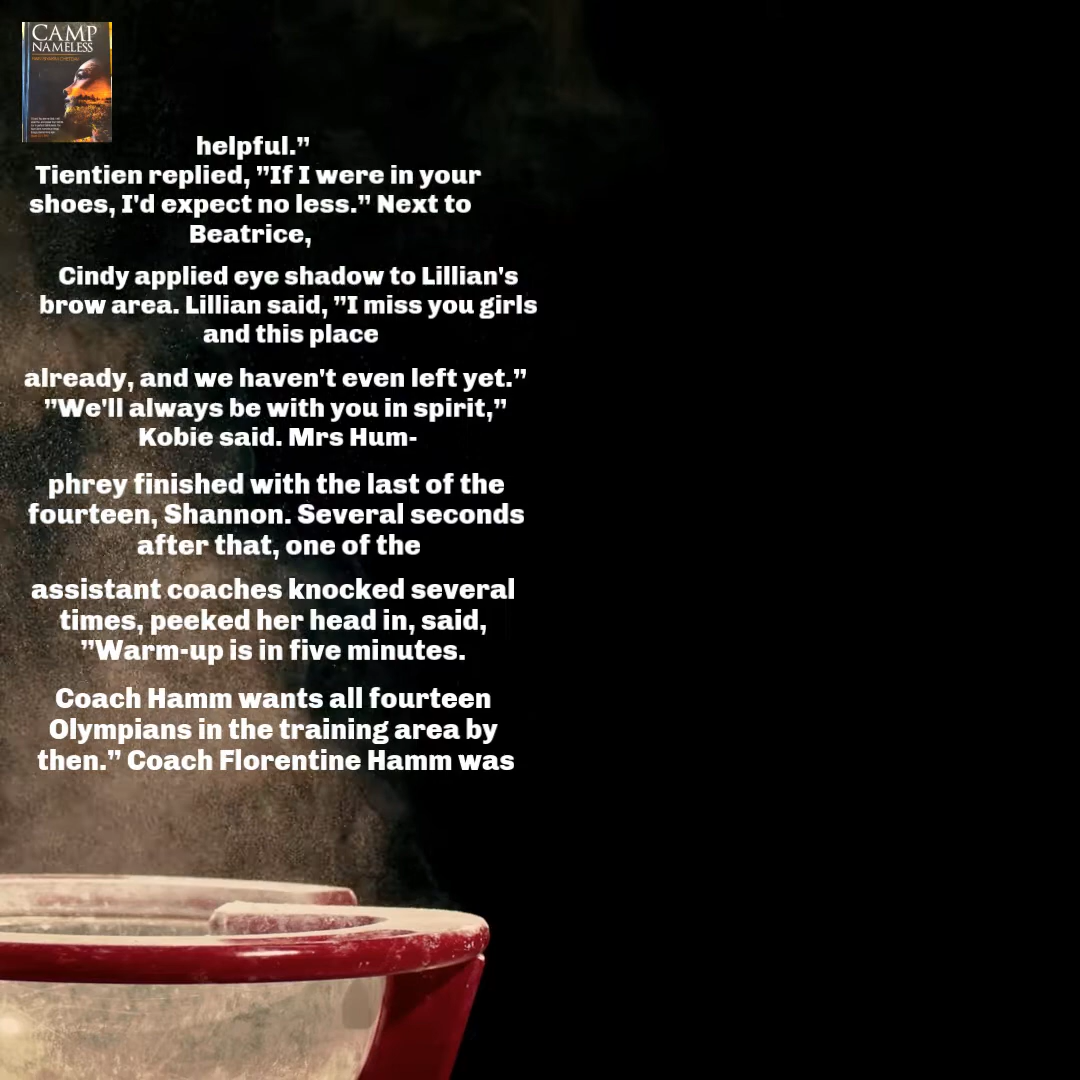 CAMP
NAMELESS
helpful.”
Tientien replied, ”If I were in your
shoes, I'd expect no less.” Next to
Beatrice,
Cindy applied eye shadow to Lillian's
brow area. Lillian said, ”I miss you girls
and this place
already, and we haven't even left yet.”
”We'll always be with you in spirit,”
Kobie said. Mrs Hum-
phrey finished with the last of the
fourteen, Shannon. Several seconds
after that, one of the
assistant coaches knocked several
times, peeked her head in, said,
”Warm-up is in five minutes.
Coach Hamm wants all fourteen
Olympians in the training area by
then.” Coach Florentine Hamm was